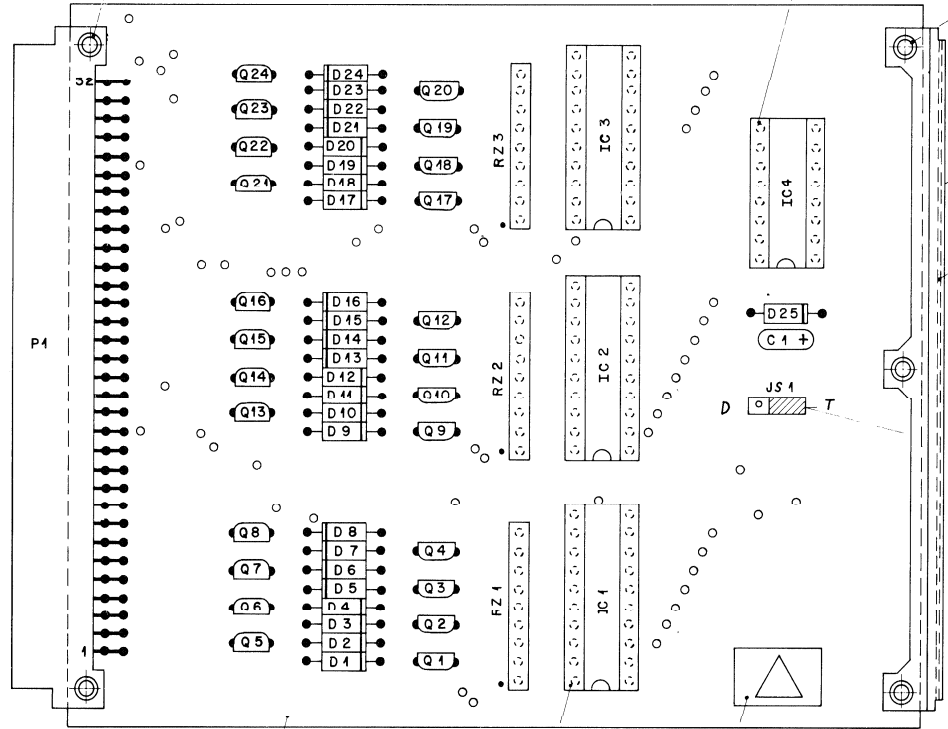 32
P1
1
Q24
Q23
Q22
Q21
D24
D23
D22
D21
D20
D19
D18
D17
Q20
Q19
Q18
Q17
RZ3
IC3
IC4
Q16
Q15
Q14
Q13
D16
D15
D14
D13
D12
D11
D10
D9
Q12
Q11
Q10
Q9
RZ2
IC2
D25
C1 +
JS1
D T
Q8
Q7
Q6
Q5
D8
D7
D6
D5
D4
D3
D2
D1
Q4
Q3
Q2
Q1
RZ1
IC1